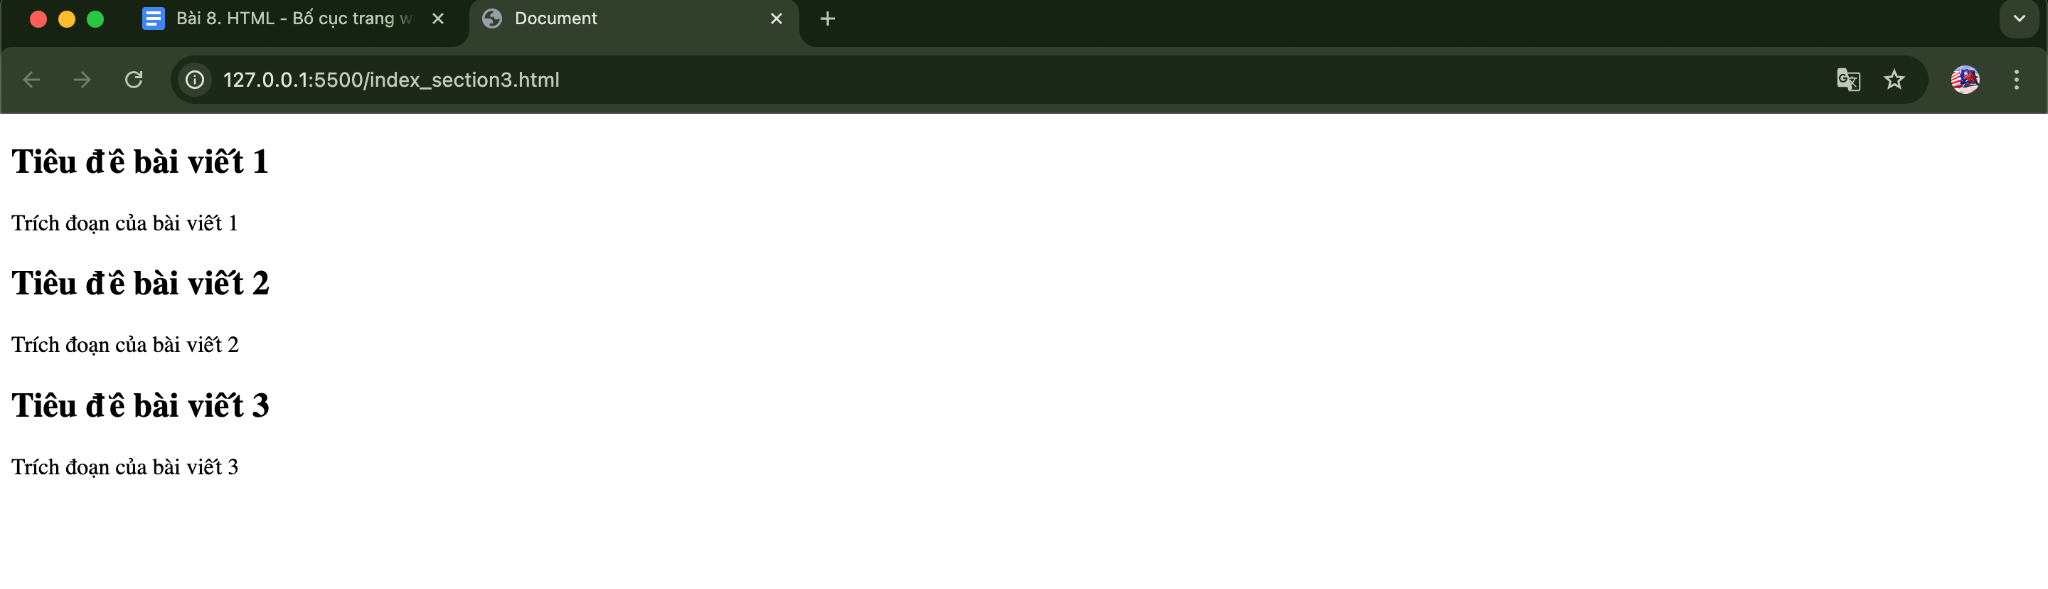 Bài 8. HTML - Bố cục trang w
Document
127.0.0.1:5500/index_section3.html
Tiêu đề bài viết 1
Trích đoạn của bài viết 1
Tiêu đề bài viết 2
Trích đoạn của bài viết 2
Tiêu đề bài viết 3
Trích đoạn của bài viết 3